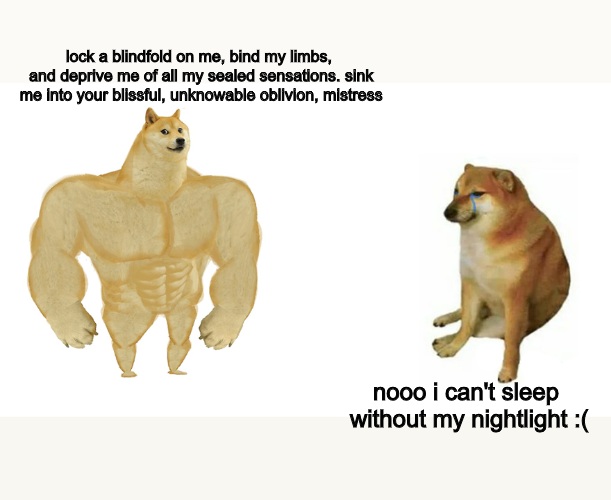 lock a blindfold on me, bind my limbs,
and deprive me of all my sealed sensations. sink
me into your blissful, unknowable oblivion, mistress
nooo i can't sleep
without my nightlight :(